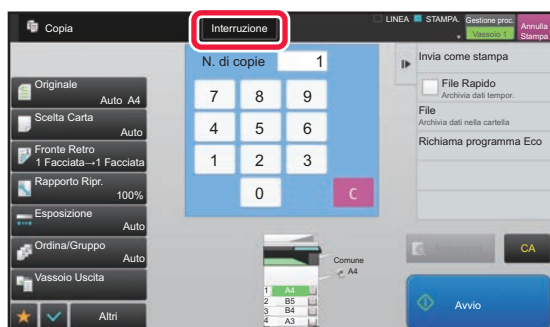 Copia
Interruzione
LINEA
STAMPA.
Gestione proc.
Vassoio 1
Annulla
Stampa
N. di copie 1
7 8 9
4 5 6
1 2 3
0 C
Originale
Auto A4
Scelta Carta
Auto
Fronte Retro
1 Facciata→1 Facciata
Rapporto Ripr.
100%
Esposizione
Auto
Ordina/Gruppo
Auto
Vassoio Uscita
Altri
Comune
A4
1 A4
2 B5
3 B4
4 A3
Invia come stampa
File Rapido
Archivia dati tempor.
File
Archivia dati nella cartella
Richiama programma Eco
CA
Avvio